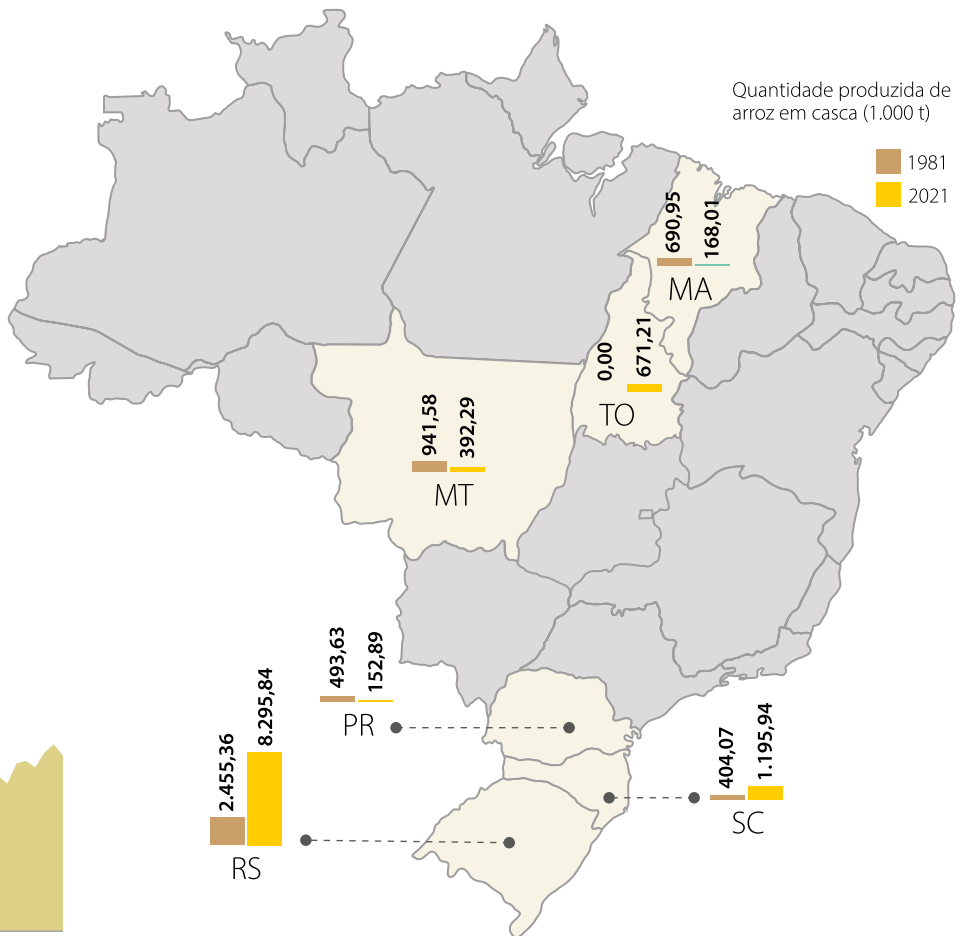 Quantidade produzida de
arroz em casca (1.000 t)
1981
2021
690,95
168,01
MA
0,00
671,21
TO
941,58
392,29
MT
493,63
152,89
PR
2.455,36
8.295,84
RS
404,07
1.195,94
SC